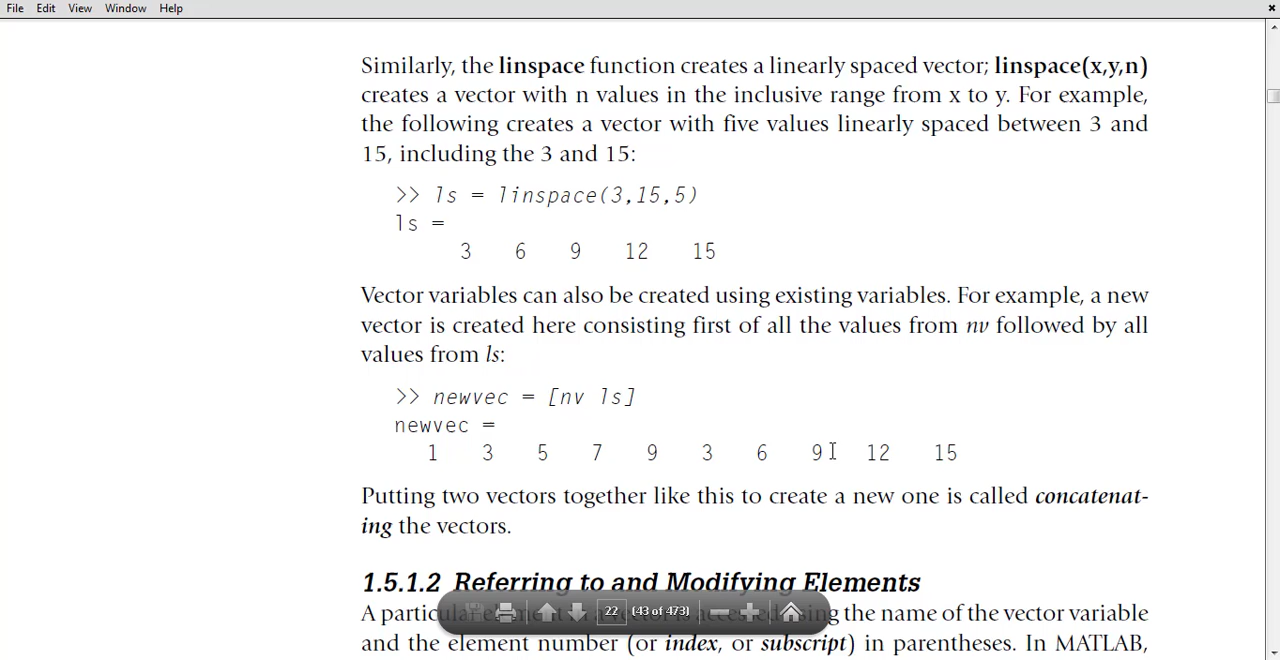 File Edit View Window Help
Similarly, the linspace function creates a linearly spaced vector; linspace(x,y,n)
creates a vector with n values in the inclusive range from x to y. For example,
the following creates a vector with five values linearly spaced between 3 and
15, including the 3 and 15:
>> ls = linspace(3,15,5)
ls =
3 6 9 12 15
Vector variables can also be created using existing variables. For example, a new
vector is created here consisting first of all the values from nv followed by all
values from ls:
>> newvec = [nv ls]
newvec =
1 3 5 7 9 3 6 9 12 15
Putting two vectors together like this to create a new one is called concatenat-
ing the vectors.
1.5.1.2 Referring to and Modifying Elements
A particular element in a vector is accessed using the name of the vector variable
22 (43 of 473)
and the element number (or index, or subscript) in parentheses. In MATLAB,